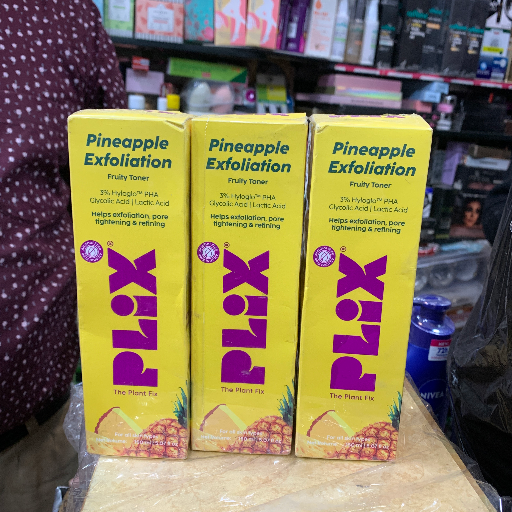 Pineapple
Exfoliation
Fruity Toner
3% Hyloglo™ PHA
Glycolic Acid | Lactic Acid
Helps exfoliation, pore
tightening & refining
PLIX®
The Plant Fix
Pineapple
Exfoliation
Fruity Toner
3% Hyloglo™ PHA
Glycolic Acid | Lactic Acid
Helps exfoliation, pore
tightening & refining
PLIX®
The Plant Fix
Pineapple
Exfoliation
Fruity Toner
3% Hyloglo™ PHA
Glycolic Acid | Lactic Acid
Helps exfoliation, pore
tightening & refining
PLIX®
The Plant Fix
NIVEA